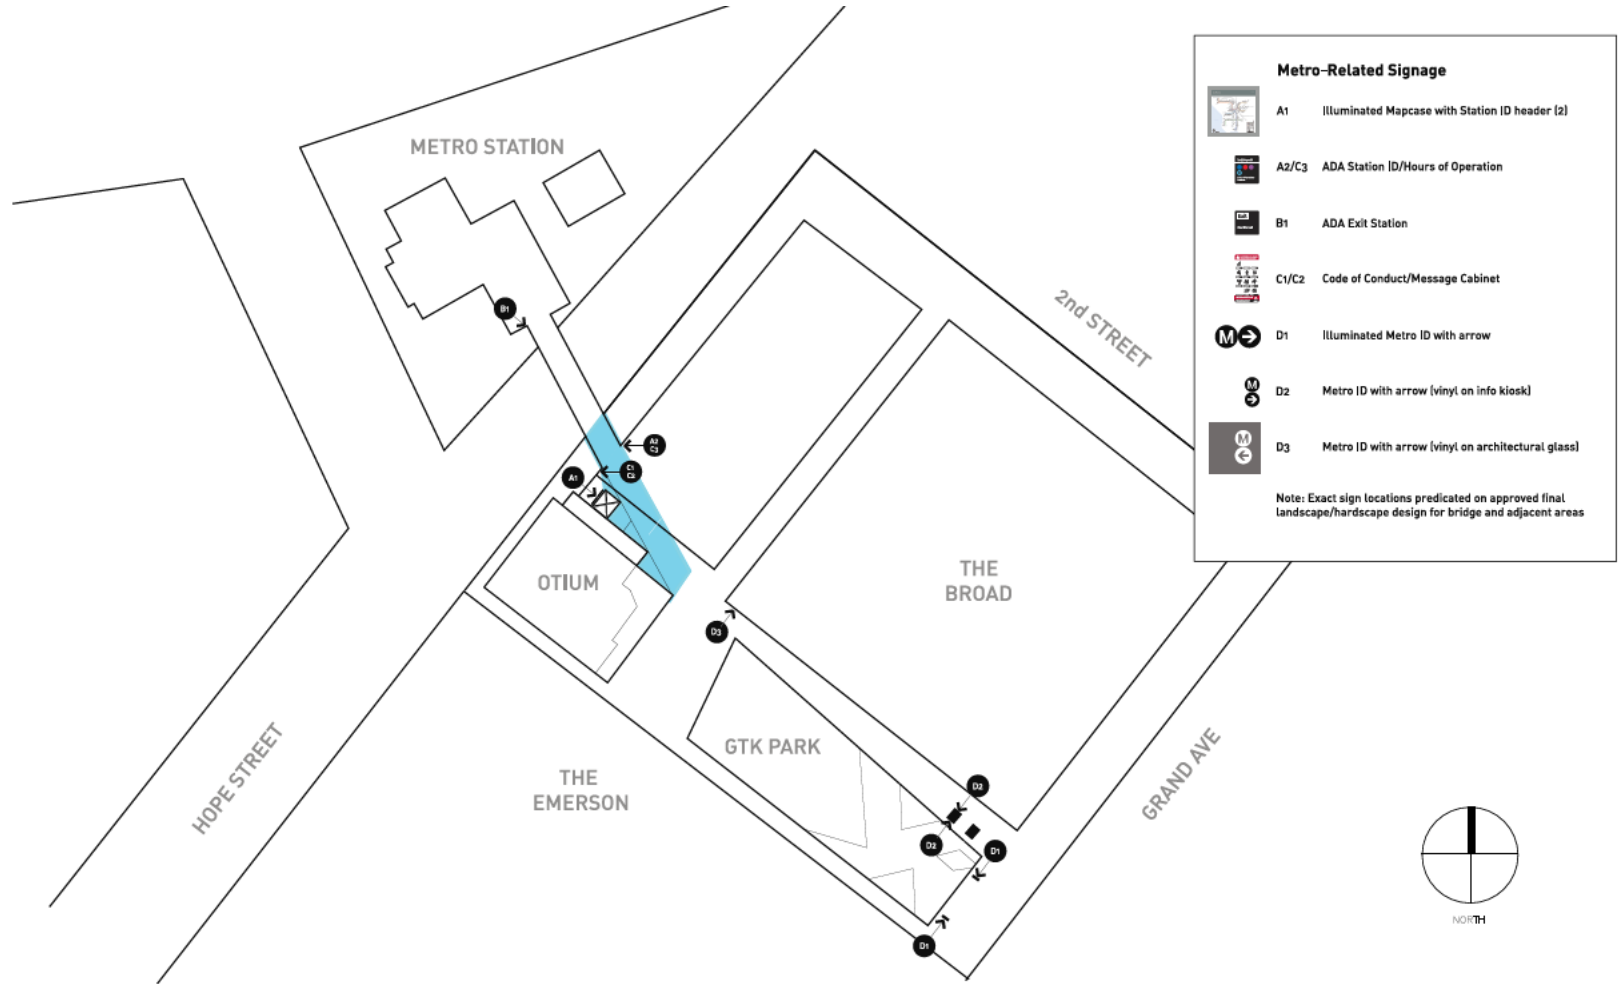 METRO STATION
2nd STREET
HOPE STREET
GRAND AVE
OTIUM
THE
BROAD
GTK PARK
THE
EMERSON
B1
A2
C3
C1
C2
A1
D3
D2
D2
D1
D1
Metro-Related Signage
A1 Illuminated Mapcase with Station ID header (2)
A2/C3 ADA Station ID/Hours of Operation
B1 ADA Exit Station
C1/C2 Code of Conduct/Message Cabinet
M D1 Illuminated Metro ID with arrow
M D2 Metro ID with arrow (vinyl on info kiosk)
M D3 Metro ID with arrow (vinyl on architectural glass)
Note: Exact sign locations predicated on approved final
landscape/hardscape design for bridge and adjacent areas
NORTH